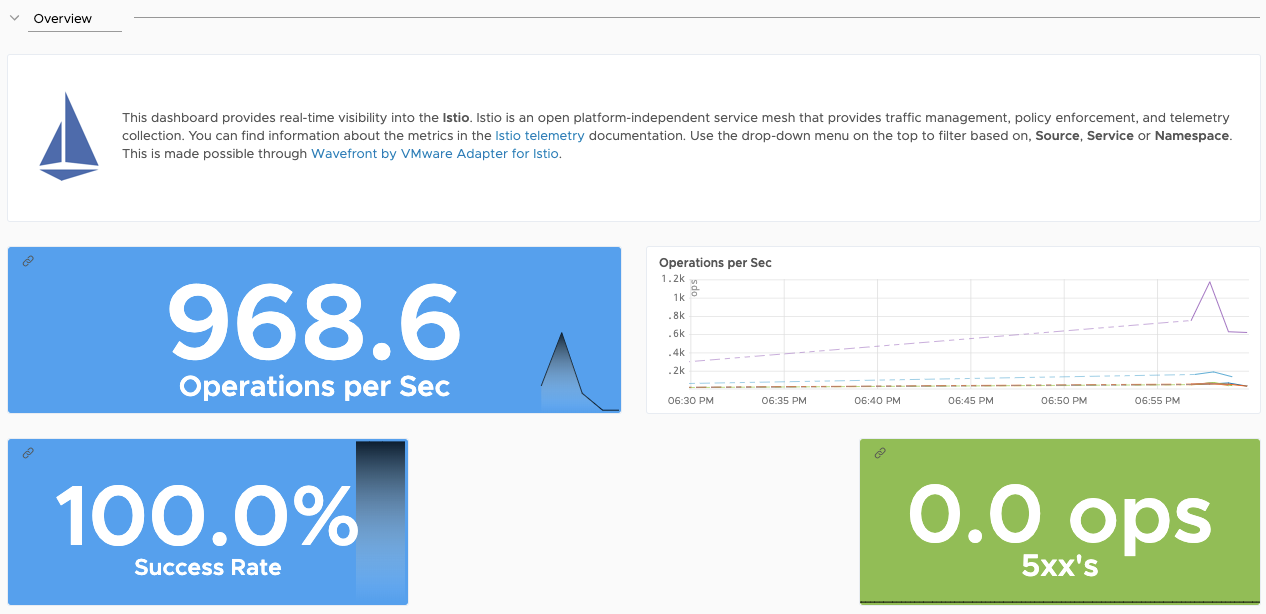 Overview
This dashboard provides real-time visibility into the Istio. Istio is an open platform-independent service mesh that provides traffic management, policy enforcement, and telemetry
collection. You can find information about the metrics in the Istio telemetry documentation. Use the drop-down menu on the top to filter based on, Source, Service or Namespace.
This is made possible through Wavefront by VMware Adapter for Istio.
968.6
Operations per Sec
Operations per Sec
1.2k
1k
.8k
.6k
.4k
.2k
ops
06:30 PM 06:35 PM 06:40 PM 06:45 PM 06:50 PM 06:55 PM
100.0%
Success Rate
0.0 ops
5xx's